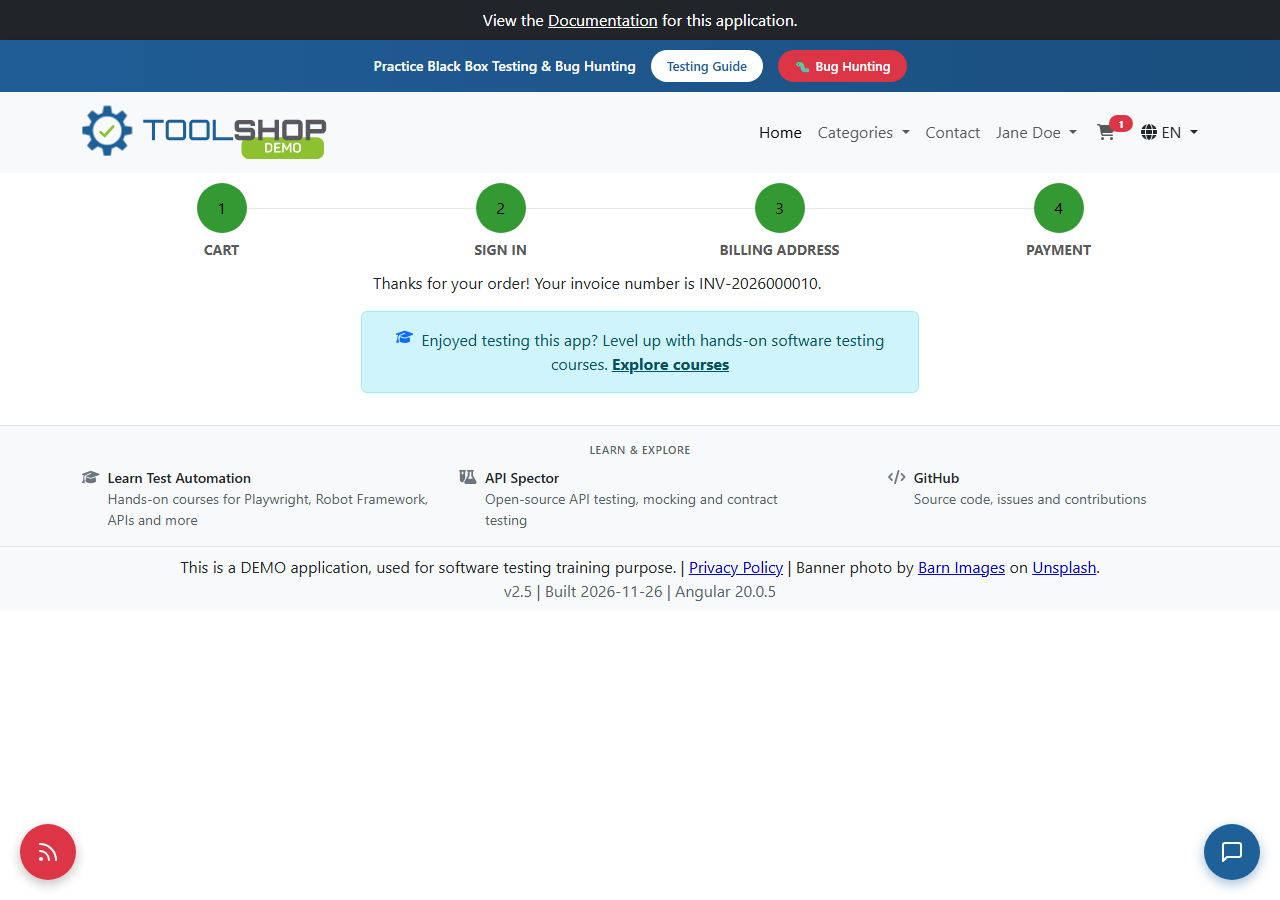 View the Documentation for this application.
Practice Black Box Testing & Bug Hunting
Testing Guide
Bug Hunting
TOOLSHOP
DEMO
Home
Categories
Contact
Jane Doe
1
EN
1
2
3
4
CART
SIGN IN
BILLING ADDRESS
PAYMENT
Thanks for your order! Your invoice number is INV-2026000010.
Enjoyed testing this app? Level up with hands-on software testing
courses. Explore courses
LEARN & EXPLORE
Learn Test Automation
Hands-on courses for Playwright, Robot Framework,
APIs and more
API Spector
Open-source API testing, mocking and contract
testing
GitHub
Source code, issues and contributions
This is a DEMO application, used for software testing training purpose. | Privacy Policy | Banner photo by Barn Images on Unsplash.
v2.5 | Built 2026-11-26 | Angular 20.0.5